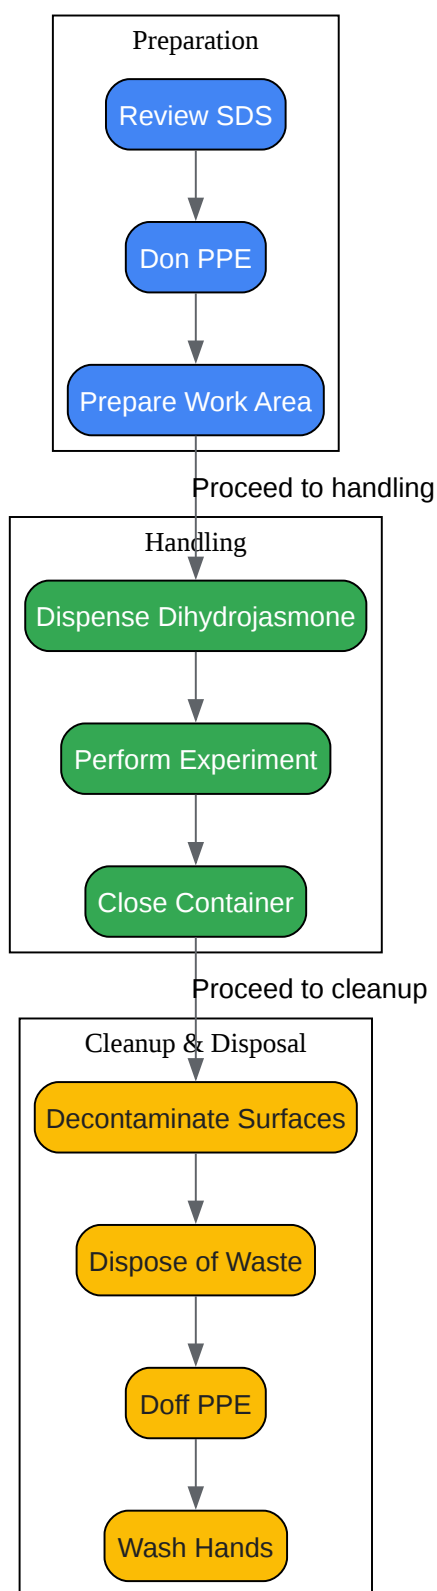 Preparation
Review SDS
Don PPE
Prepare Work Area
Proceed to handling
Handling
Dispense Dihydrojasmone
Perform Experiment
Close Container
Proceed to cleanup
Cleanup & Disposal
Decontaminate Surfaces
Dispose of Waste
Doff PPE
Wash Hands